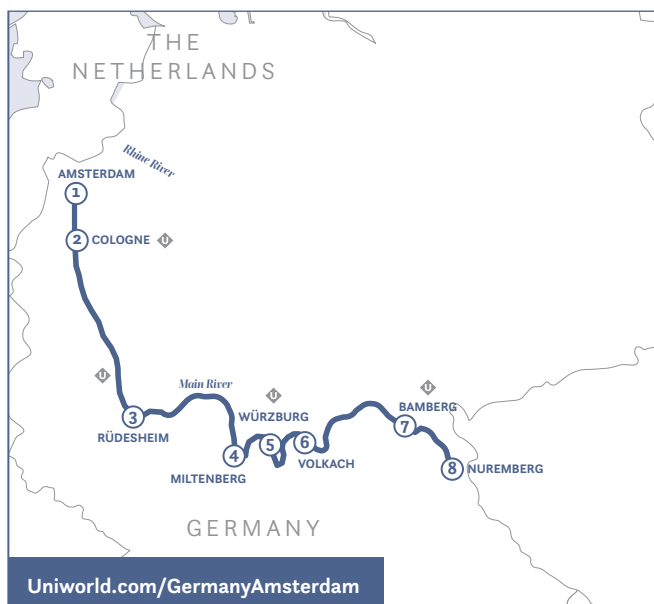 THE
NETHERLANDS
Rhine River
AMSTERDAM
1
2 COLOGNE U
U
Main River
U
WÜRZBURG
U
BAMBERG
3
RÜDESHEIM
4
MILTENBERG
5
6
VOLKACH
7
8 NUREMBERG
GERMANY
Uniworld.com/GermanyAmsterdam